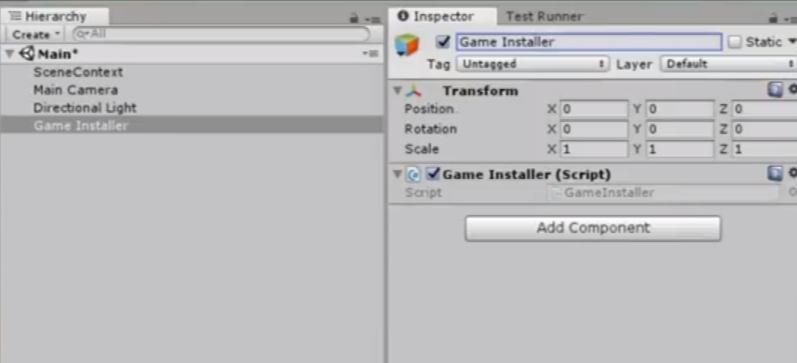 Hierarchy
Create
All
Main*
SceneContext
Main Camera
Directional Light
Game Installer
Inspector
Test Runner
Game Installer
Static
Tag Untagged Layer Default
Transform
Position X 0 Y 0 Z 0
Rotation X 0 Y 0 Z 0
Scale X 1 Y 1 Z 1
Game Installer (Script)
Script GameInstaller
Add Component